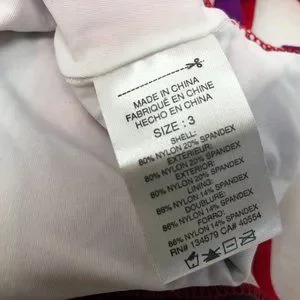 MADE IN CHINA
FABRIQUÉ EN CHINE
HECHO EN CHINA
SIZE : 3
SHELL:
80% NYLON 20% SPANDEX
EXTERIEUR:
80% NYLON 20% SPANDEX
EXTERIOR:
80% NYLON 20% SPANDEX
LINING:
86% NYLON 14% SPANDEX
DOUBLURE:
86% NYLON 14% SPANDEX
FORRO:
86% NYLON 14% SPANDEX
RN# 134579 CA# 40554